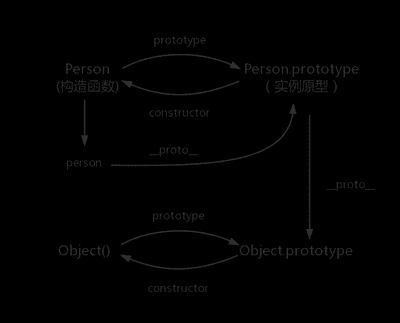 prototype
Person
Person.prototype
(构造函数)
(实例原型)
constructor
person
__proto__
__proto__
prototype
Object()
Object.prototype
constructor